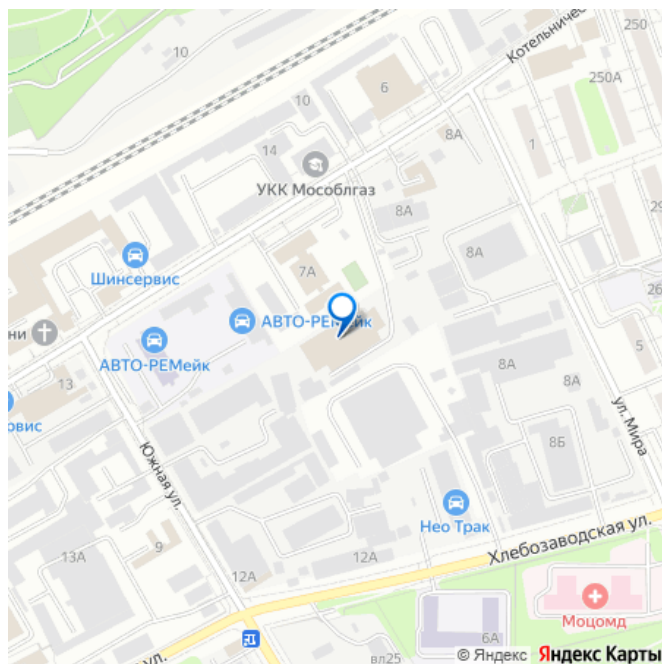 10
Котельническ
250
250А
6
10
8А
1
14
УКК Мособлгаз
8А
29
8А
7А
Шинсервис
26
АВТО-РЕМейк
ни
АВТО-РЕМейк
5
13
8А
8А
рвис
ул. Мира
8Б
Южная ул.
Нео Трак
Хлебозаводская ул.
9
13А
12А
12А
Моцомд
6А
ул.
вл25
© Яндекс Яндекс Карты